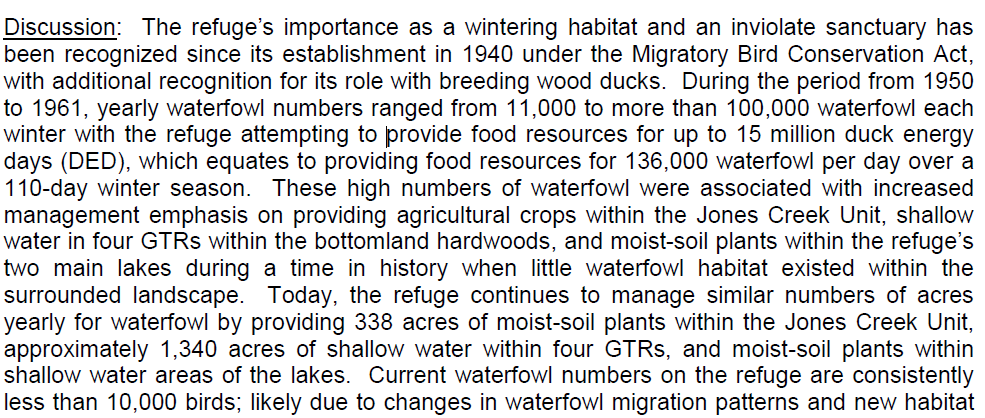 Discussion: The refuge’s importance as a wintering habitat and an inviolate sanctuary has
been recognized since its establishment in 1940 under the Migratory Bird Conservation Act,
with additional recognition for its role with breeding wood ducks. During the period from 1950
to 1961, yearly waterfowl numbers ranged from 11,000 to more than 100,000 waterfowl each
winter with the refuge attempting to provide food resources for up to 15 million duck energy
days (DED), which equates to providing food resources for 136,000 waterfowl per day over a
110-day winter season. These high numbers of waterfowl were associated with increased
management emphasis on providing agricultural crops within the Jones Creek Unit, shallow
water in four GTRs within the bottomland hardwoods, and moist-soil plants within the refuge’s
two main lakes during a time in history when little waterfowl habitat existed within the
surrounded landscape. Today, the refuge continues to manage similar numbers of acres
yearly for waterfowl by providing 338 acres of moist-soil plants within the Jones Creek Unit,
approximately 1,340 acres of shallow water within four GTRs, and moist-soil plants within
shallow water areas of the lakes. Current waterfowl numbers on the refuge are consistently
less than 10,000 birds; likely due to changes in waterfowl migration patterns and new habitat